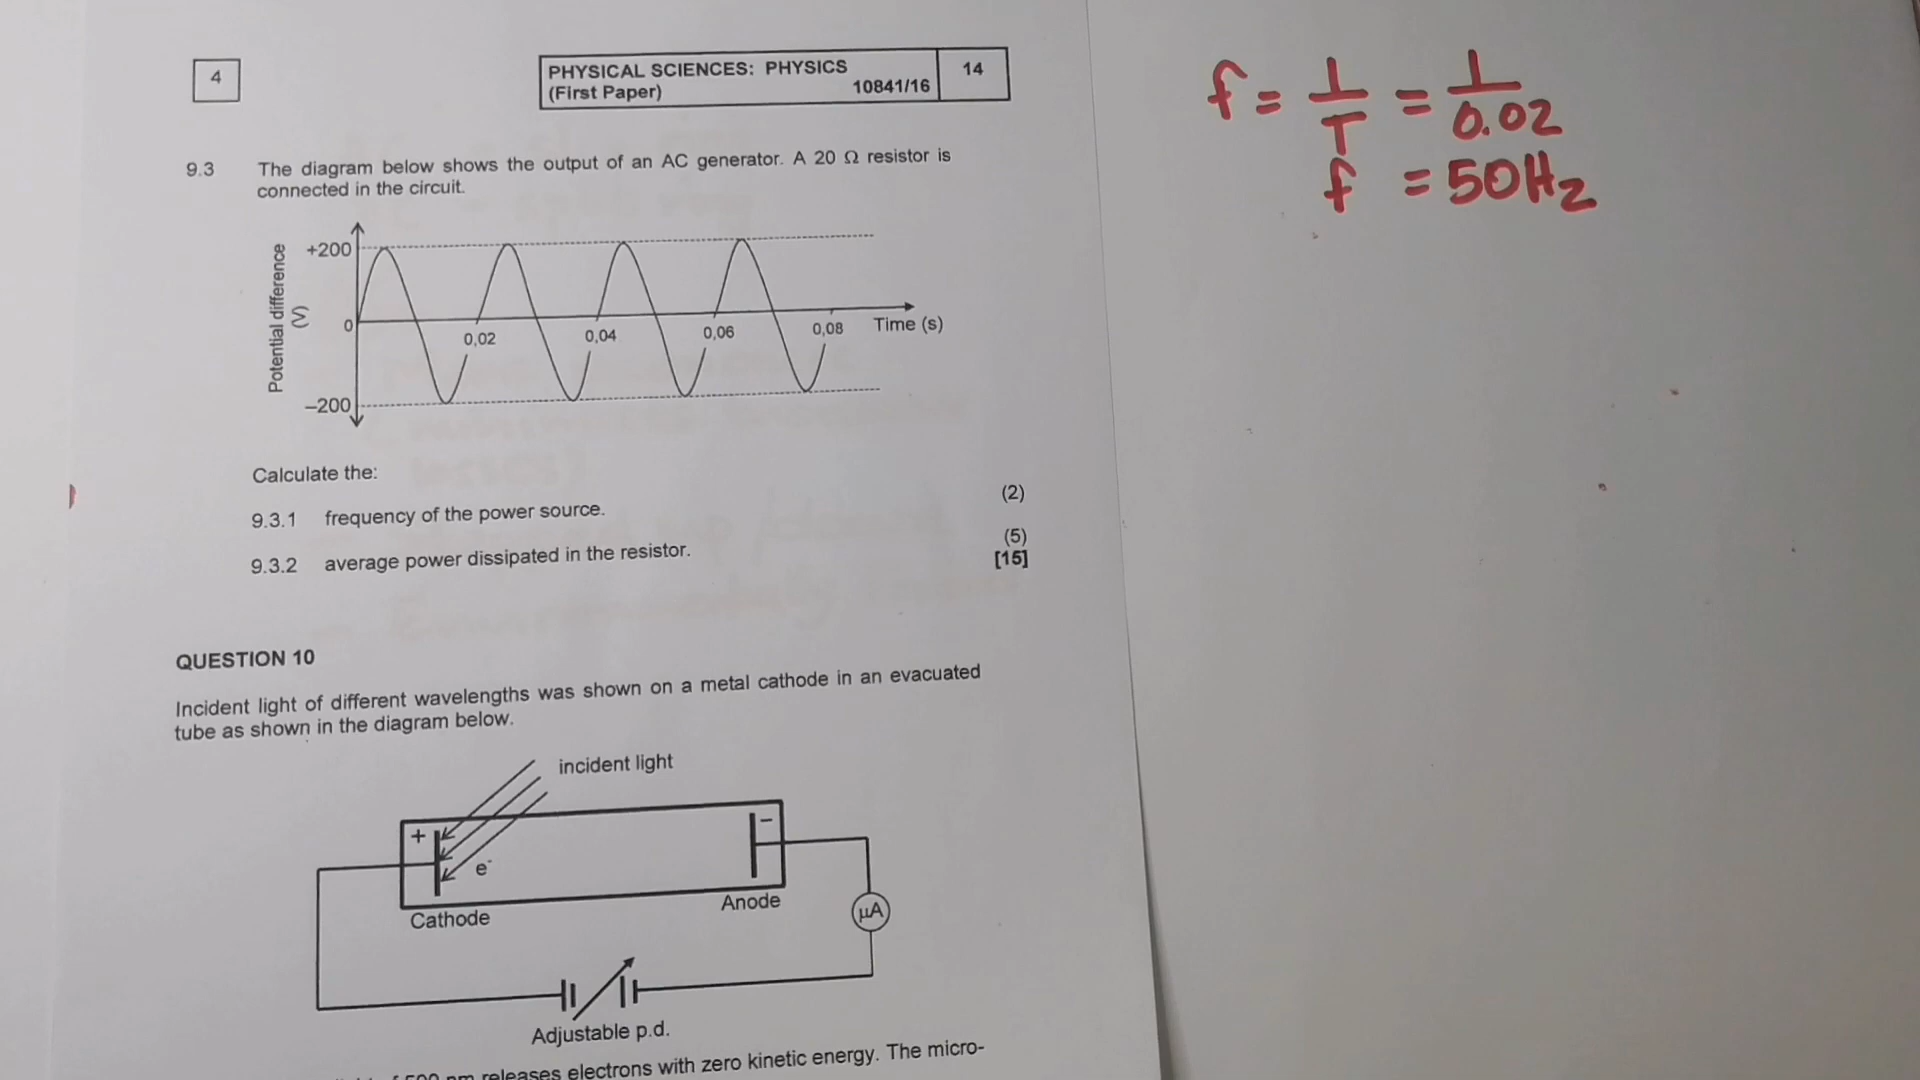 4
PHYSICAL SCIENCES: PHYSICS
(First Paper) 10841/16
14
9.3 The diagram below shows the output of an AC generator. A 20 Ω resistor is
connected in the circuit.
Potential difference
(V)
+200
0
–200
0,02
0,04
0,06
0,08
Time (s)
Calculate the:
9.3.1 frequency of the power source. (2)
9.3.2 average power dissipated in the resistor. (5)
[15]
QUESTION 10
Incident light of different wavelengths was shown on a metal cathode in an evacuated
tube as shown in the diagram below.
incident light
+
–
e⁻
Cathode
Anode
µA
Adjustable p.d.
500 nm releases electrons with zero kinetic energy. The micro-
f = 1/T = 1/0.02
f = 50Hz